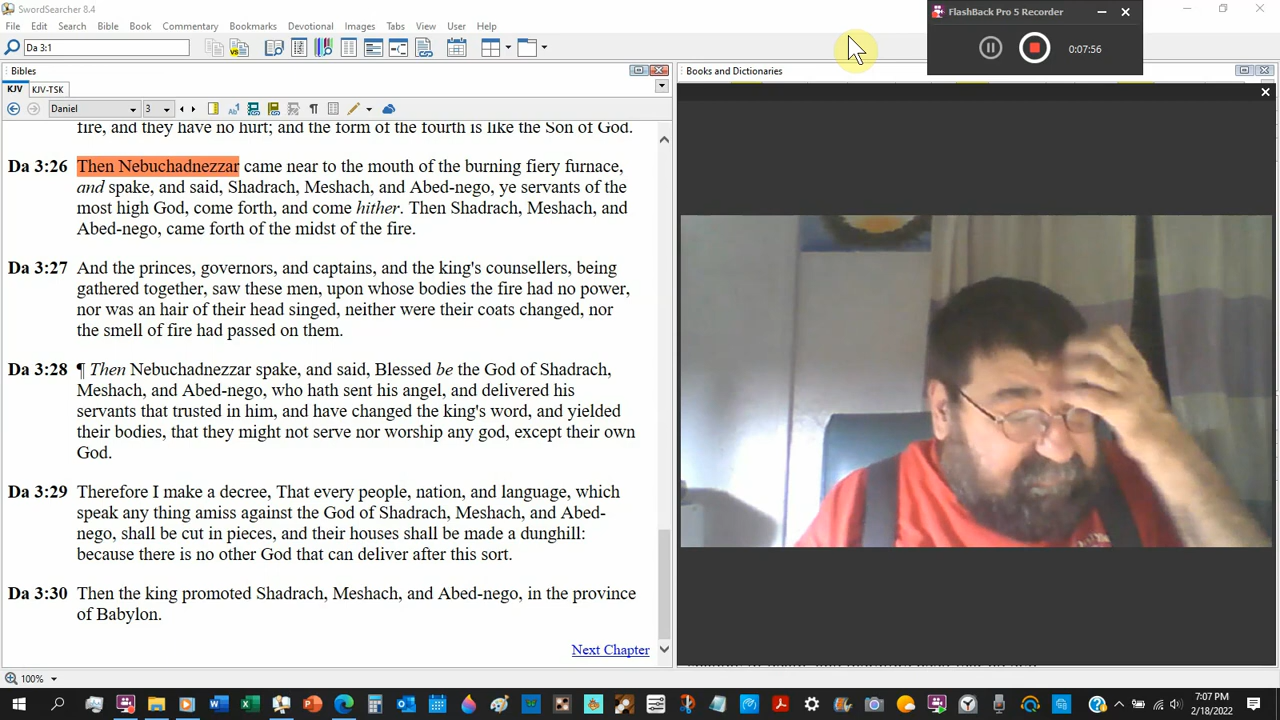 SwordSearcher 8.4
File Edit Search Bible Book Commentary Bookmarks Devotional Images Tabs View User Help
FlashBack Pro 5 Recorder
0:07:56
Da 3:1
Bibles
Books and Dictionaries
KJV KJV-TSK
Daniel 3
fire, and they have no hurt; and the form of the fourth is like the Son of God.
Da 3:26 Then Nebuchadnezzar came near to the mouth of the burning fiery furnace,
and spake, and said, Shadrach, Meshach, and Abed-nego, ye servants of the
most high God, come forth, and come hither. Then Shadrach, Meshach, and
Abed-nego, came forth of the midst of the fire.
Da 3:27 And the princes, governors, and captains, and the king's counsellers, being
gathered together, saw these men, upon whose bodies the fire had no power,
nor was an hair of their head singed, neither were their coats changed, nor
the smell of fire had passed on them.
Da 3:28 ¶ Then Nebuchadnezzar spake, and said, Blessed be the God of Shadrach,
Meshach, and Abed-nego, who hath sent his angel, and delivered his
servants that trusted in him, and have changed the king's word, and yielded
their bodies, that they might not serve nor worship any god, except their own
God.
Da 3:29 Therefore I make a decree, That every people, nation, and language, which
speak any thing amiss against the God of Shadrach, Meshach, and Abed-
nego, shall be cut in pieces, and their houses shall be made a dunghill:
because there is no other God that can deliver after this sort.
Da 3:30 Then the king promoted Shadrach, Meshach, and Abed-nego, in the province
of Babylon.
Next Chapter
100%
7:07 PM
2/18/2022